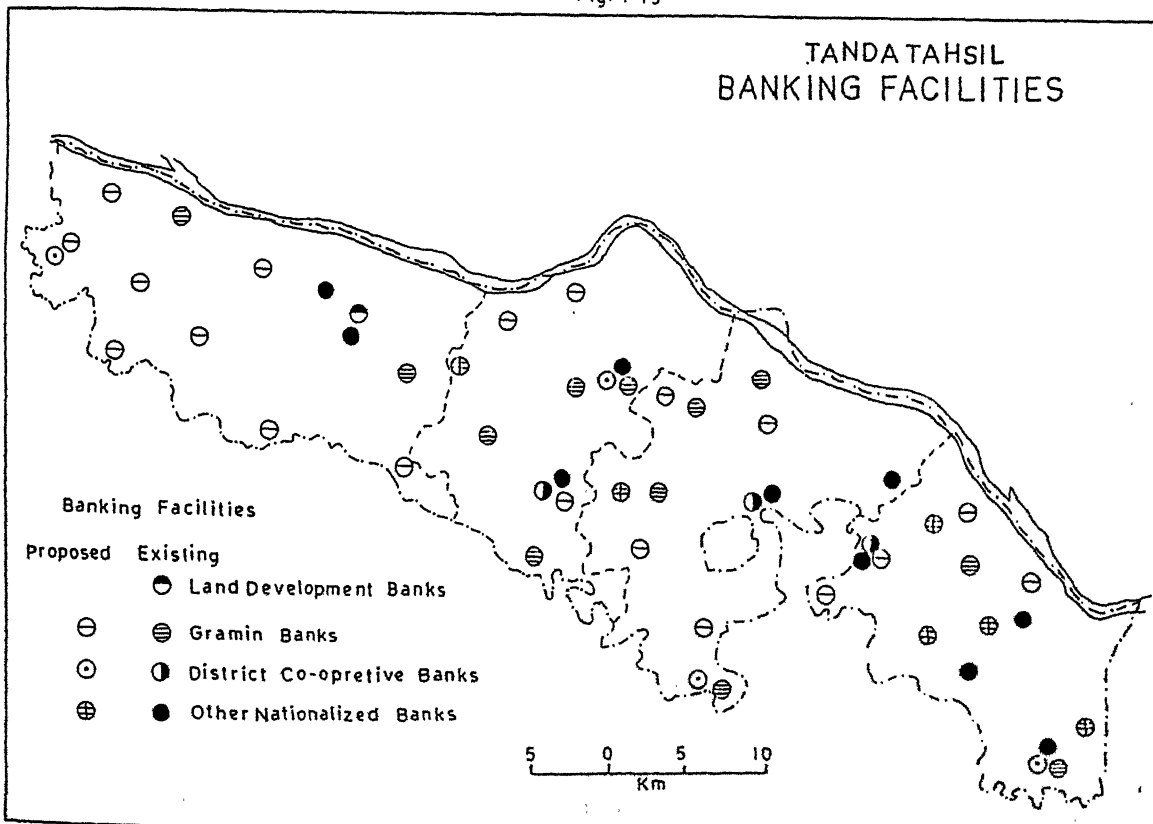 TANDA TAHSIL
BANKING FACILITIES
Banking Facilities
Proposed Existing
Land Development Banks
Gramin Banks
District Co-opretive Banks
Other Nationalized Banks
5 0 5 10
Km